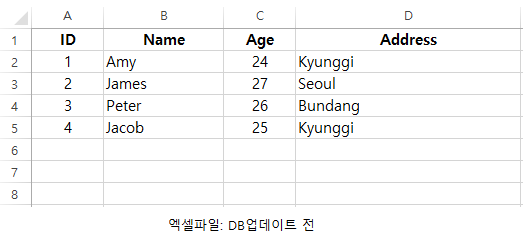 A B C D
1 ID Name Age Address
2 1 Amy 24 Kyunggi
3 2 James 27 Seoul
4 3 Peter 26 Bundang
5 4 Jacob 25 Kyunggi
6
7
8
엑셀파일: DB업데이트 전